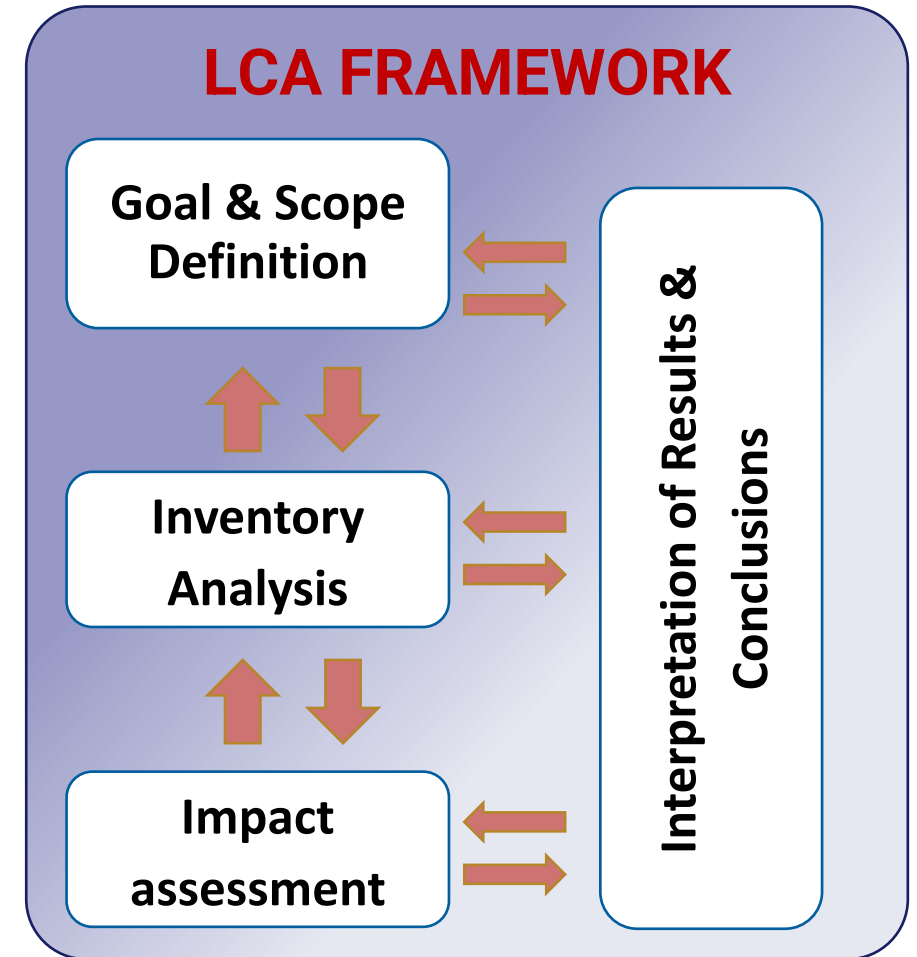 LCA FRAMEWORK
Goal & Scope
Definition
Inventory
Analysis
Impact
assessment
Interpretation of Results &
Conclusions